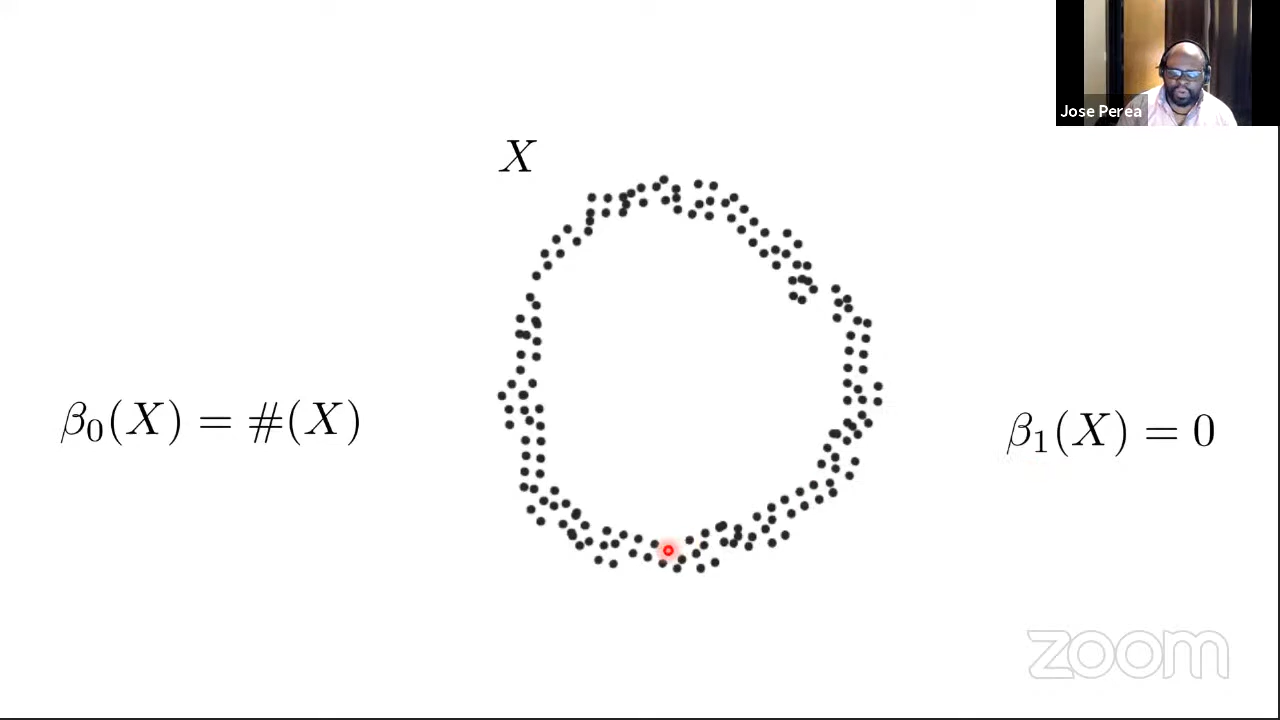 Jose Perea
X
β₀(X) = #(X)
β₁(X) = 0
zoom